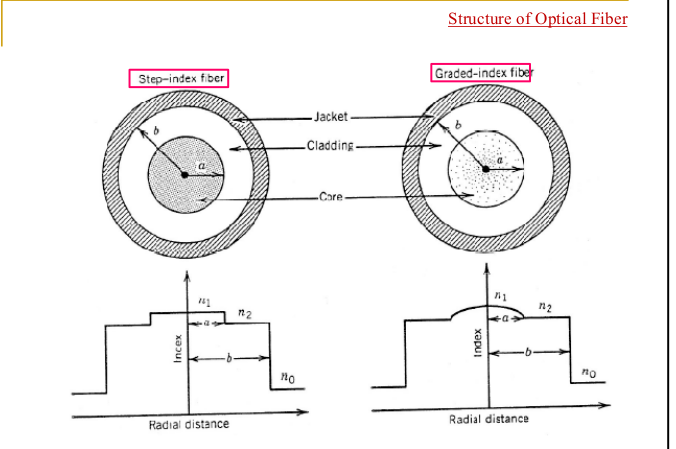 Structure of Optical Fiber
Step-index fiber
Graded-index fiber
Jacket
Cladding
Core
b
a
b
a
n1
n2
a
b
n0
Index
Radial distance
n1
n2
a
b
n0
Index
Radial distance